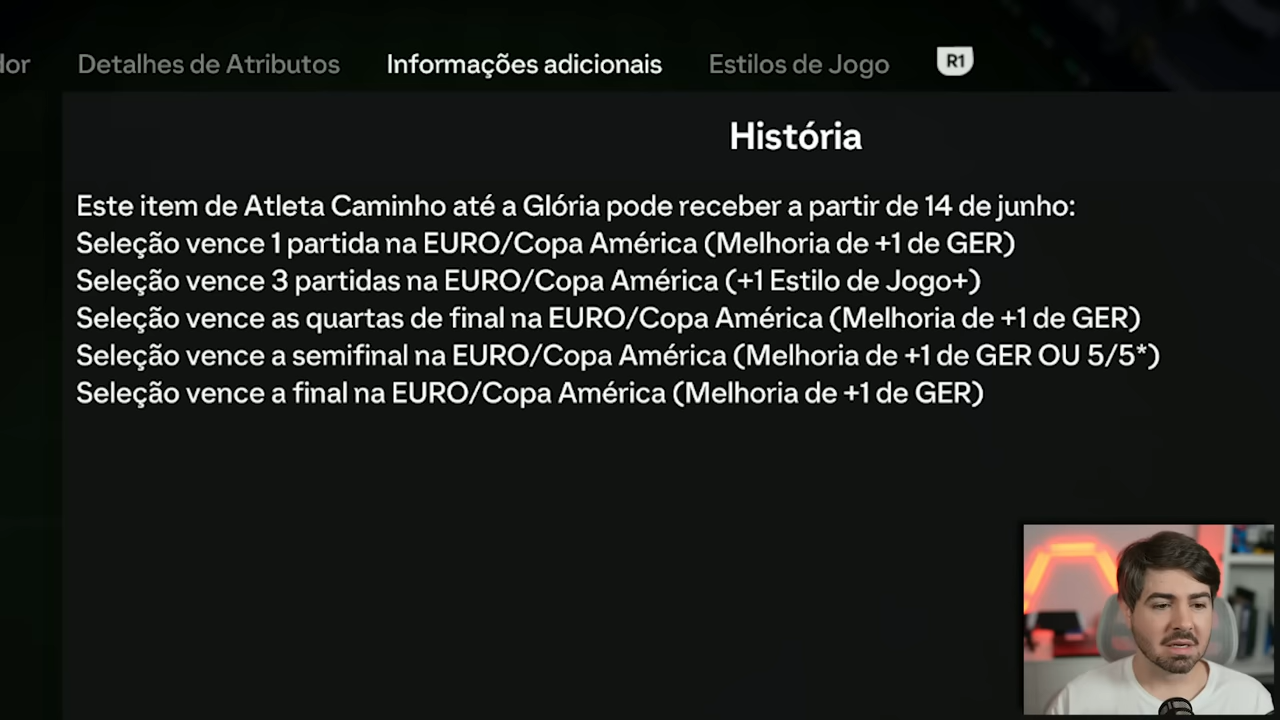 dor Detalhes de Atributos Informações adicionais Estilos de Jogo R1
História
Este item de Atleta Caminho até a Glória pode receber a partir de 14 de junho:
Seleção vence 1 partida na EURO/Copa América (Melhoria de +1 de GER)
Seleção vence 3 partidas na EURO/Copa América (+1 Estilo de Jogo+)
Seleção vence as quartas de final na EURO/Copa América (Melhoria de +1 de GER)
Seleção vence a semifinal na EURO/Copa América (Melhoria de +1 de GER OU 5/5*)
Seleção vence a final na EURO/Copa América (Melhoria de +1 de GER)